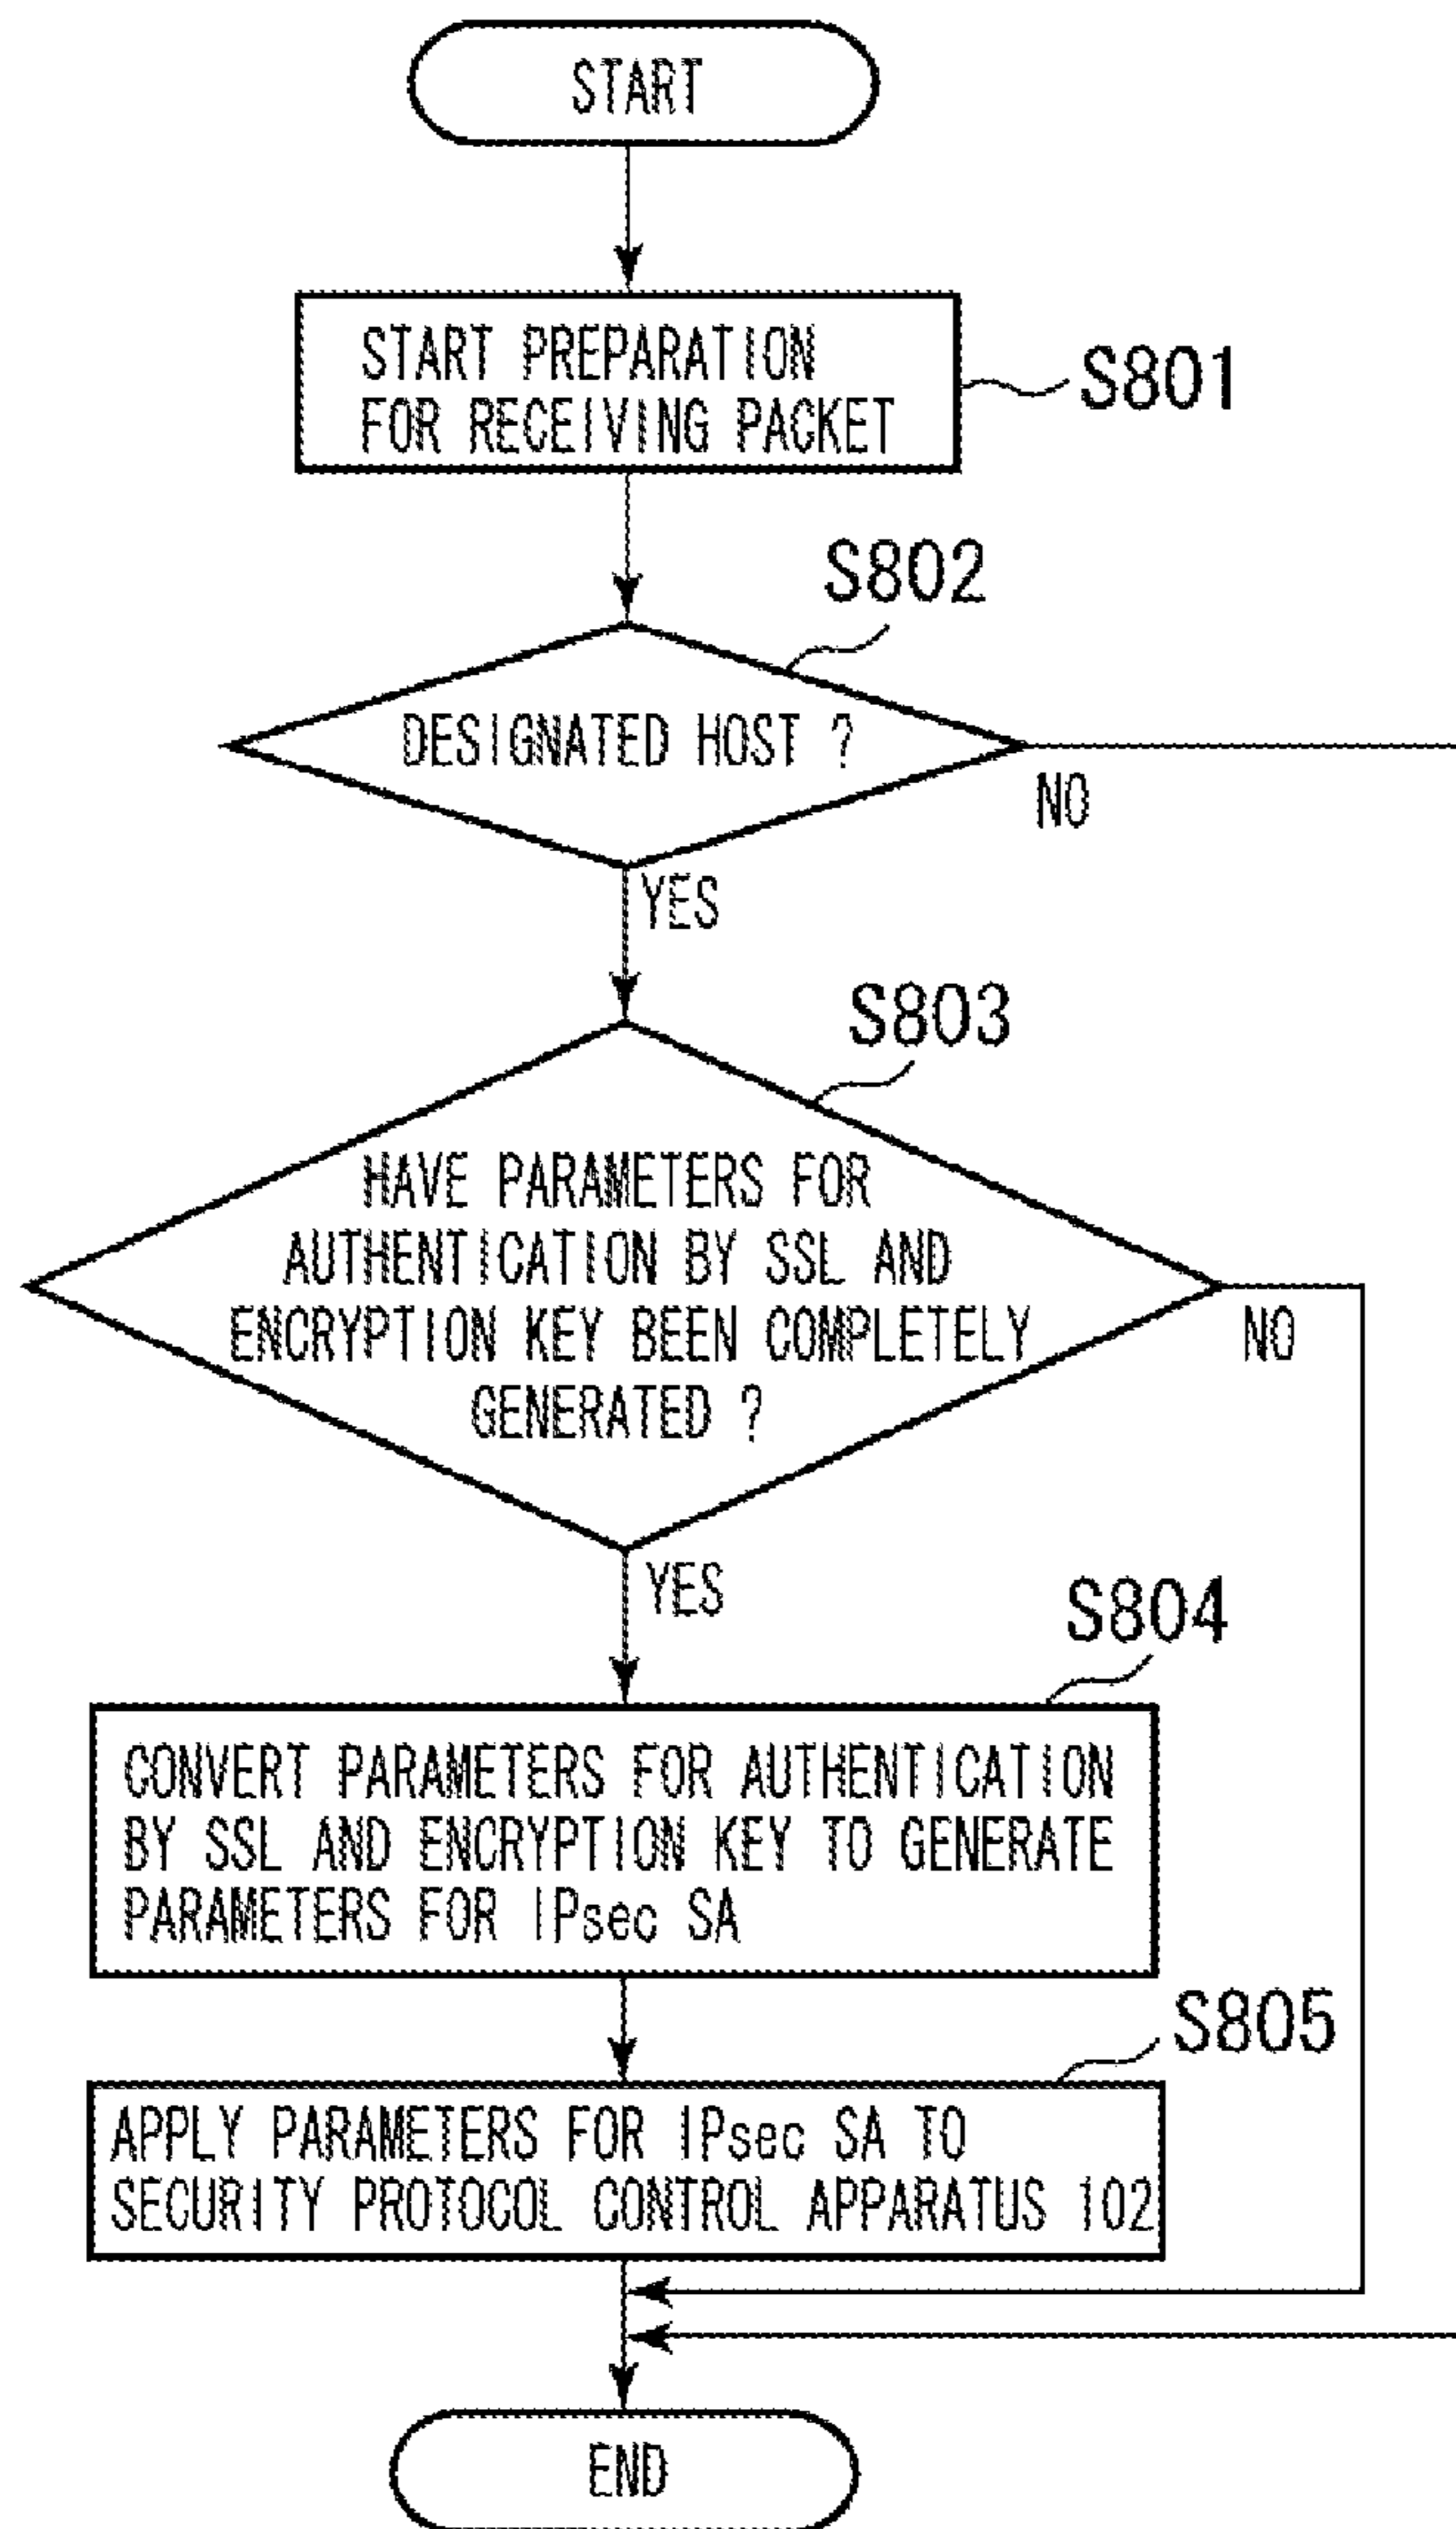 START
START PREPARATION
FOR RECEIVING PACKET
S801
S802
DESIGNATED HOST ?
NO
YES
S803
HAVE PARAMETERS FOR
AUTHENTICATION BY SSL AND
ENCRYPTION KEY BEEN COMPLETELY
GENERATED ?
NO
YES
S804
CONVERT PARAMETERS FOR AUTHENTICATION
BY SSL AND ENCRYPTION KEY TO GENERATE
PARAMETERS FOR IPsec SA
S805
APPLY PARAMETERS FOR IPsec SA TO
SECURITY PROTOCOL CONTROL APPARATUS 102
END